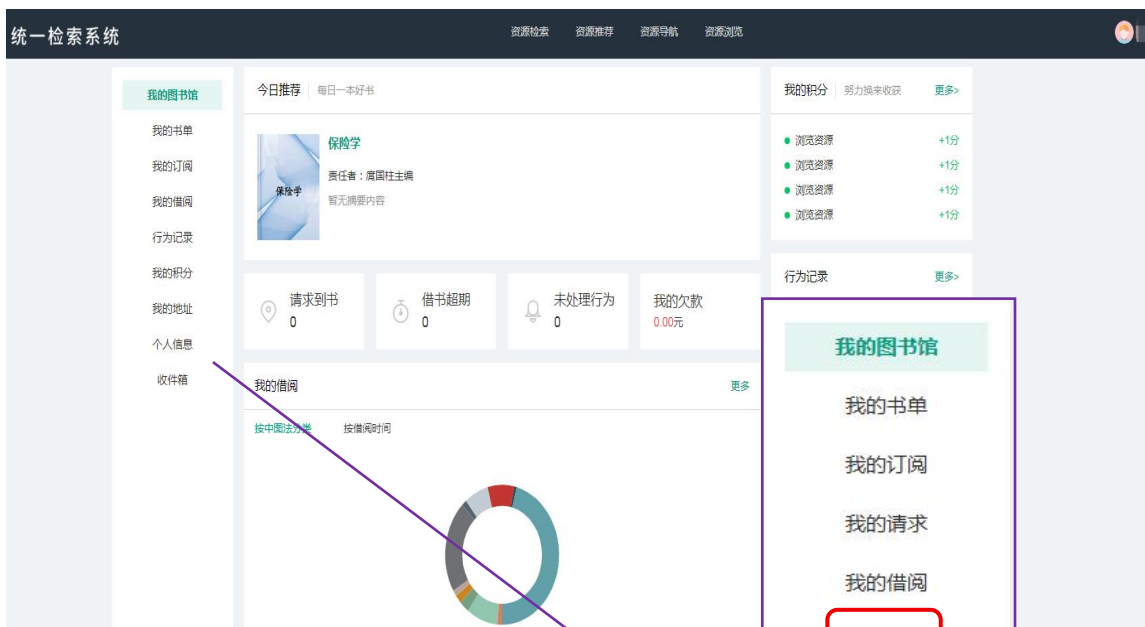 统一检索系统
资源检索 资源推荐 资源导航 资源浏览
我的图书馆
我的书单
我的订阅
我的借阅
行为记录
我的积分
我的地址
个人信息
收件箱
今日推荐 每日一本好书
保险学
保险学
责任者：庹国柱主编
暂无摘要内容
请求到书
0
借书超期
0
未处理行为
0
我的欠款
0.00元
我的借阅 更多
按中图法分类 按借阅时间
我的积分 努力换来收获 更多>
浏览资源 +1分
浏览资源 +1分
浏览资源 +1分
浏览资源 +1分
行为记录 更多>
我的图书馆
我的书单
我的订阅
我的请求
我的借阅